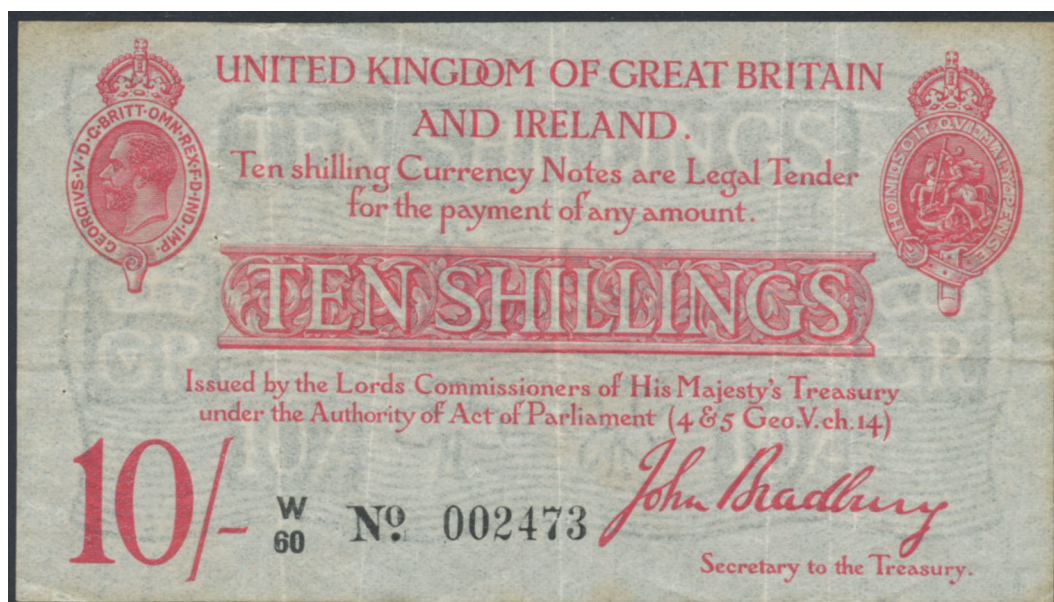 UNITED KINGDOM OF GREAT BRITAIN
AND IRELAND.
Ten shilling Currency Notes are Legal Tender
for the payment of any amount.
GEORGIVS·V·D·G·BRITT·OMN·REX·F·D·IND·IMP·
HONI·SOIT·QVI·MAL·Y·PENSE
TEN SHILLINGS
Issued by the Lords Commissioners of His Majesty's Treasury
under the Authority of Act of Parliament (4 & 5 Geo.V.ch.14)
10/-
W
60
Nº. 002473
John Bradbury
Secretary to the Treasury.